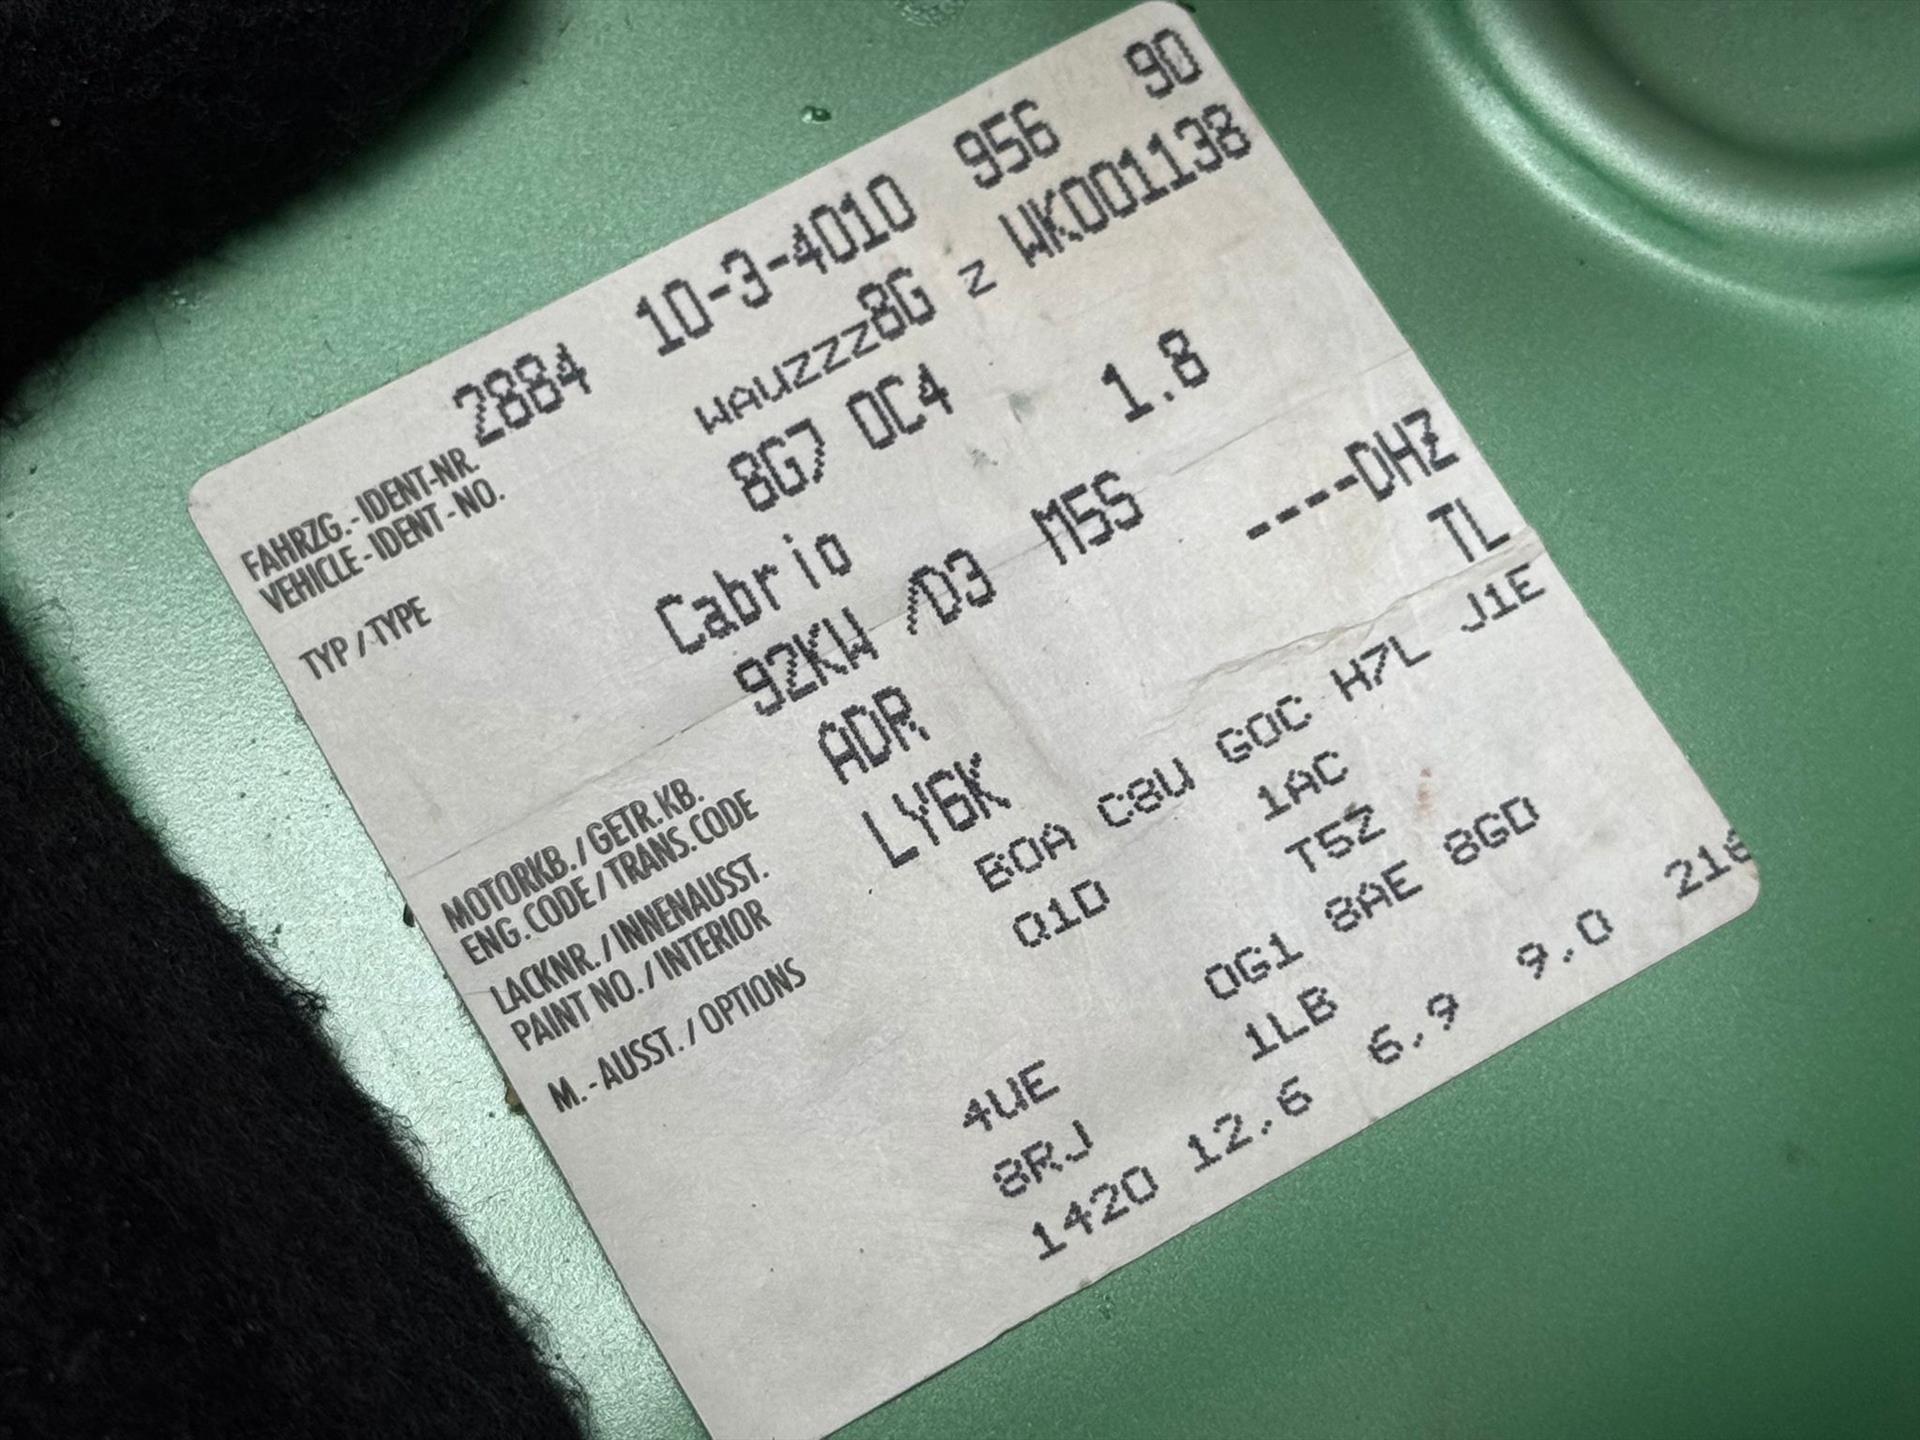 2884 10-3-4010 956 90
FAHRZG.-IDENT-NR.
VEHICLE-IDENT-NO.
WAUZZZ8G Z WK001138
TYP / TYPE
8G7 0C4 1.8
Cabrio
92KW /D3 M5S
MOTORKB. / GETR.KB.
ENG.CODE / TRANS.CODE
ADR ----DHZ
LACKNR. / INNENAUSST.
PAINT NO. / INTERIOR
LY6K TL
M.-AUSST. / OPTIONS
B0A C8U G0C H7L J1E
Q1D 1AC
T5Z
4UE 0G1 8AE 8GD
8RJ 1LB
1420 12.6 6.9 9.0